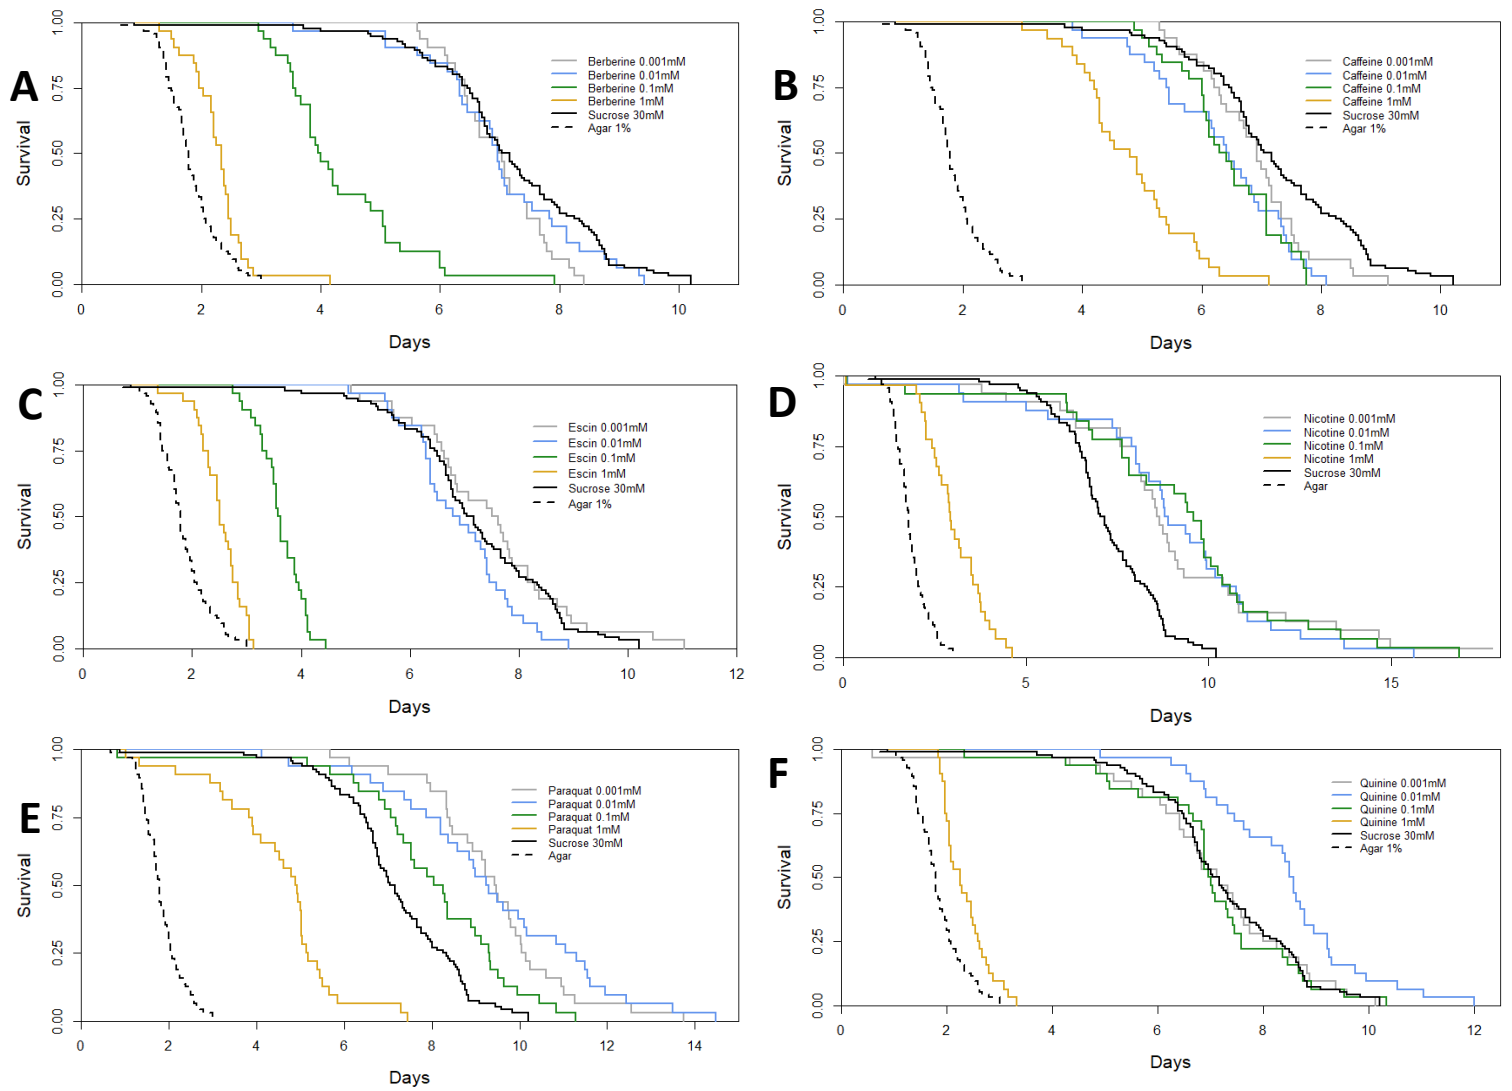 A
1.00
0.75
0.50
0.25
0.00
Survival
Berberine 0.001mM
Berberine 0.01mM
Berberine 0.1mM
Berberine 1mM
Sucrose 30mM
Agar 1%
0 2 4 6 8 10
Days
B
1.00
0.75
0.50
0.25
0.00
Survival
Caffeine 0.001mM
Caffeine 0.01mM
Caffeine 0.1mM
Caffeine 1mM
Sucrose 30mM
Agar 1%
0 2 4 6 8 10
Days
C
1.00
0.75
0.50
0.25
0.00
Survival
Escin 0.001mM
Escin 0.01mM
Escin 0.1mM
Escin 1mM
Sucrose 30mM
Agar 1%
0 2 4 6 8 10 12
Days
D
1.00
0.75
0.50
0.25
0.00
Survival
Nicotine 0.001mM
Nicotine 0.01mM
Nicotine 0.1mM
Nicotine 1mM
Sucrose 30mM
Agar
0 5 10 15
Days
E
1.00
0.75
0.50
0.25
0.00
Survival
Paraquat 0.001mM
Paraquat 0.01mM
Paraquat 0.1mM
Paraquat 1mM
Sucrose 30mM
Agar
0 2 4 6 8 10 12 14
Days
F
1.00
0.75
0.50
0.25
0.00
Survival
Quinine 0.001mM
Quinine 0.01mM
Quinine 0.1mM
Quinine 1mM
Sucrose 30mM
Agar 1%
0 2 4 6 8 10 12
Days